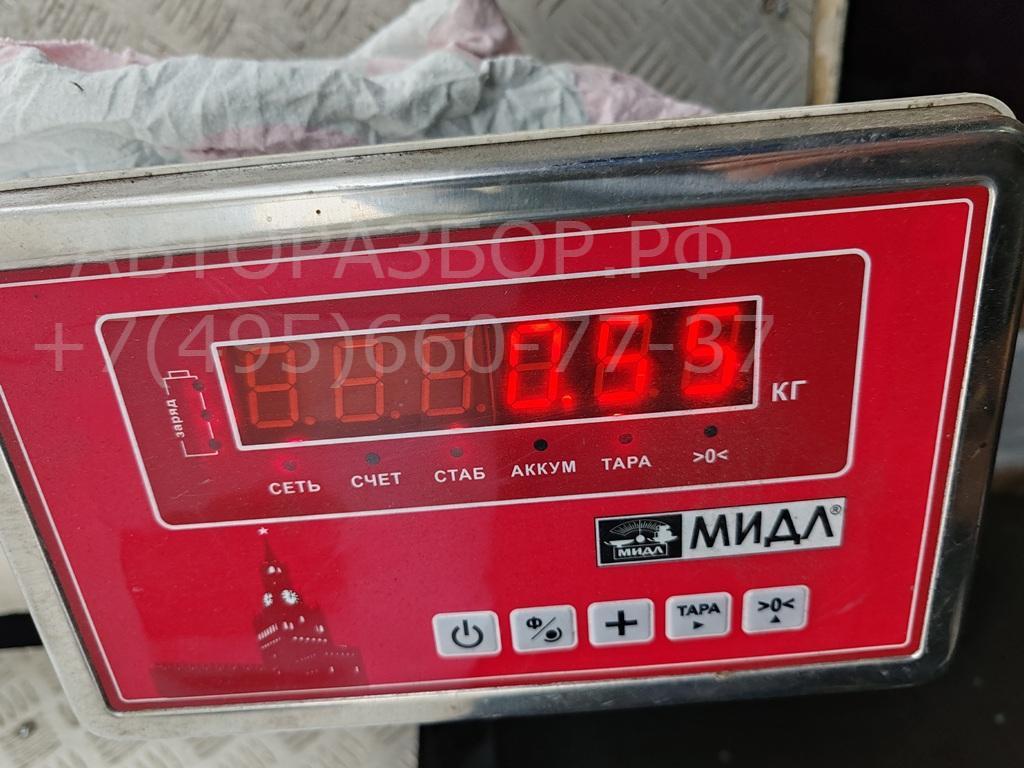 АВТОРАЗБОР.РФ
+7(495)660-77-37
0.55
КГ
заряд
СЕТЬ СЧЕТ СТАБ АККУМ ТАРА >0<
МИДЛ МИДЛ®
Ф/ + ТАРА >0<